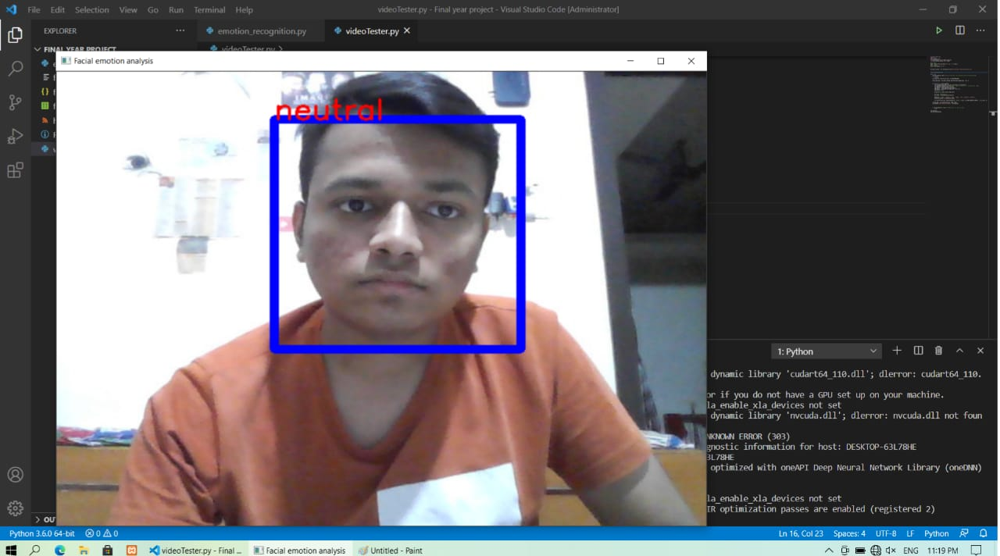 File Edit Selection View Go Run Terminal Help
videoTester.py - Final year project - Visual Studio Code [Administrator]
EXPLORER
emotion_recognition.py
videoTester.py
FINAL YEAR PROJECT
videoTester.py
Facial emotion analysis
neutral
1: Python
dynamic library 'cudart64_110.dll'; dlerror: cudart64_110.
or if you do not have a GPU set up on your machine.
la_enable_xla_devices not set
dynamic library 'nvcuda.dll'; dlerror: nvcuda.dll not foun
NKNOWN ERROR (303)
gnostic information for host: DESKTOP-63L78HE
3L78HE
optimized with oneAPI Deep Neural Network Library (oneDNN)
la_enable_xla_devices not set
IR optimization passes are enabled (registered 2)
OU
Python 3.6.0 64-bit 0 0
Ln 16, Col 23 Spaces: 4 UTF-8 LF Python
videoTester.py - Final ... Facial emotion analysis Untitled - Paint
ENG 11:19 PM